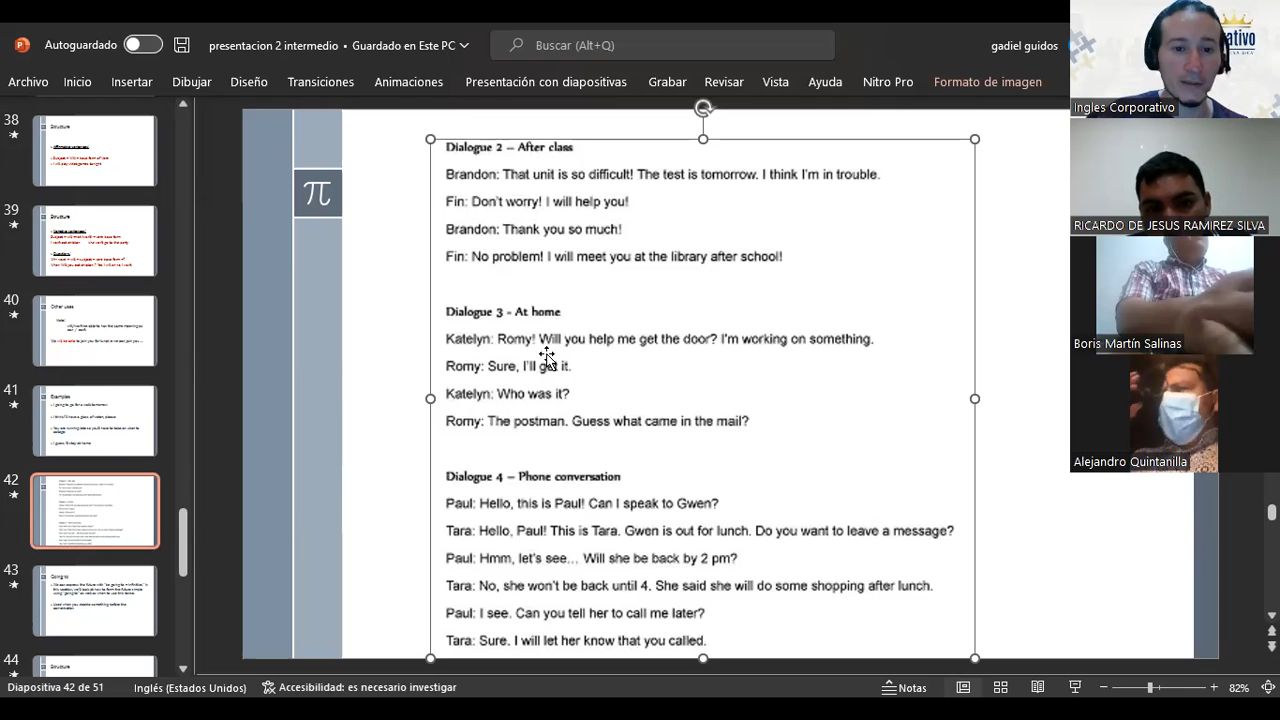 Autoguardado
presentacion 2 intermedio • Guardado en Este PC
Buscar (Alt+Q)
gadiel guidos
Archivo Inicio Insertar Dibujar Diseño Transiciones Animaciones Presentación con diapositivas Grabar Revisar Vista Ayuda Nitro Pro Formato de imagen
Ingles Corporativo
RICARDO DE JESUS RAMIREZ SILVA
Boris Martín Salinas
Alejandro Quintanilla
38
Structure
39
Structure
40
Other uses
41
Examples
42
43
Going to
44
Structure
π
Dialogue 2 – After class
Brandon: That unit is so difficult! The test is tomorrow. I think I'm in trouble.
Fin: Don't worry! I will help you!
Brandon: Thank you so much!
Fin: No problem! I will meet you at the library after school!
Dialogue 3 - At home
Katelyn: Romy! Will you help me get the door? I'm working on something.
Romy: Sure, I'll get it.
Katelyn: Who was it?
Romy: The postman. Guess what came in the mail?
Dialogue 4 – Phone conversation
Paul: Hello, this is Paul! Can I speak to Gwen?
Tara: Hello, Paul! This is Tara. Gwen is out for lunch. Do you want to leave a message?
Paul: Hmm, let's see... Will she be back by 2 pm?
Tara: No, she won't be back until 4. She said she will do some shopping after lunch.
Paul: I see. Can you tell her to call me later?
Tara: Sure. I will let her know that you called.
Diapositiva 42 de 51
Inglés (Estados Unidos)
Accesibilidad: es necesario investigar
Notas
82%